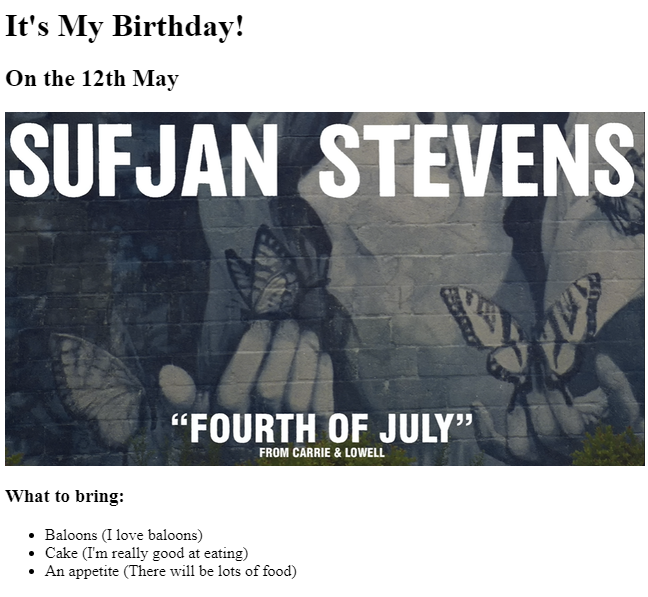 It's My Birthday!
On the 12th May
SUFJAN STEVENS
“FOURTH OF JULY”
FROM CARRIE & LOWELL
What to bring:
• Baloons (I love baloons)
• Cake (I'm really good at eating)
• An appetite (There will be lots of food)